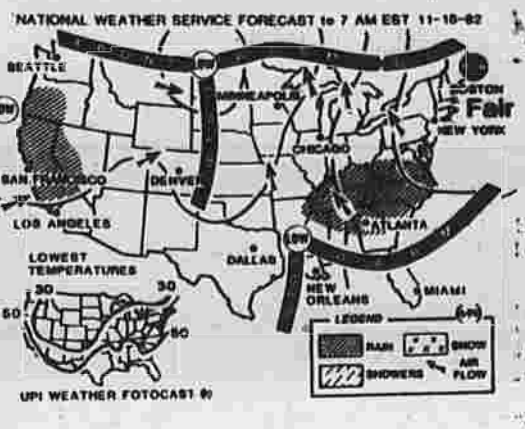 NATIONAL WEATHER SERVICE FORECAST to 7 AM EST 11-16-82
SEATTLE
LOW
MINNEAPOLIS
BOSTON
Fair
NEW YORK
CHICAGO
SAN FRANCISCO
DENVER
LOS ANGELES
ATLANTA
LOW
DALLAS
LOWEST
TEMPERATURES
NEW
ORLEANS
MIAMI
30
30
50
50
LEGEND
RAIN
SNOW
SHOWERS
AIR
FLOW
UPI WEATHER FOTOCAST ®